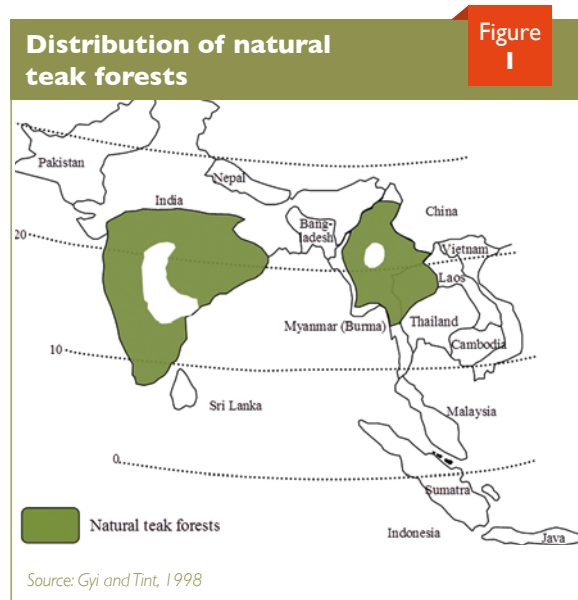 Distribution of natural
teak forests
Figure
1
Pakistan
Nepal
India
Bang-
ladesh
China
20
Vietnam
Laos
Myanmar (Burma)
Thailand
Cambodia
10
Sri Lanka
Malaysia
0
Sumatra
Indonesia
Java
Natural teak forests
Source: Gyi and Tint, 1998